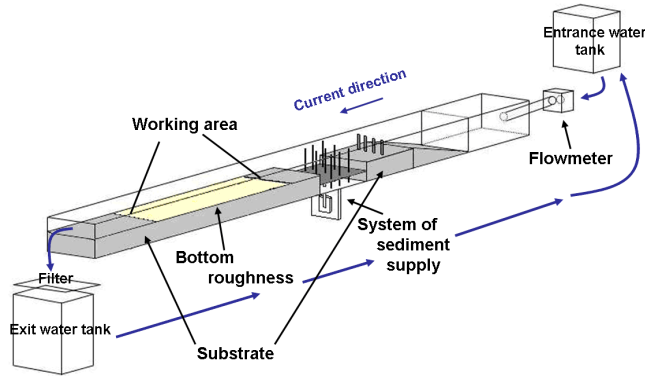 Entrance water
tank
Current direction
Working area
Flowmeter
System of
sediment
supply
Bottom
roughness
Filter
Exit water tank
Substrate